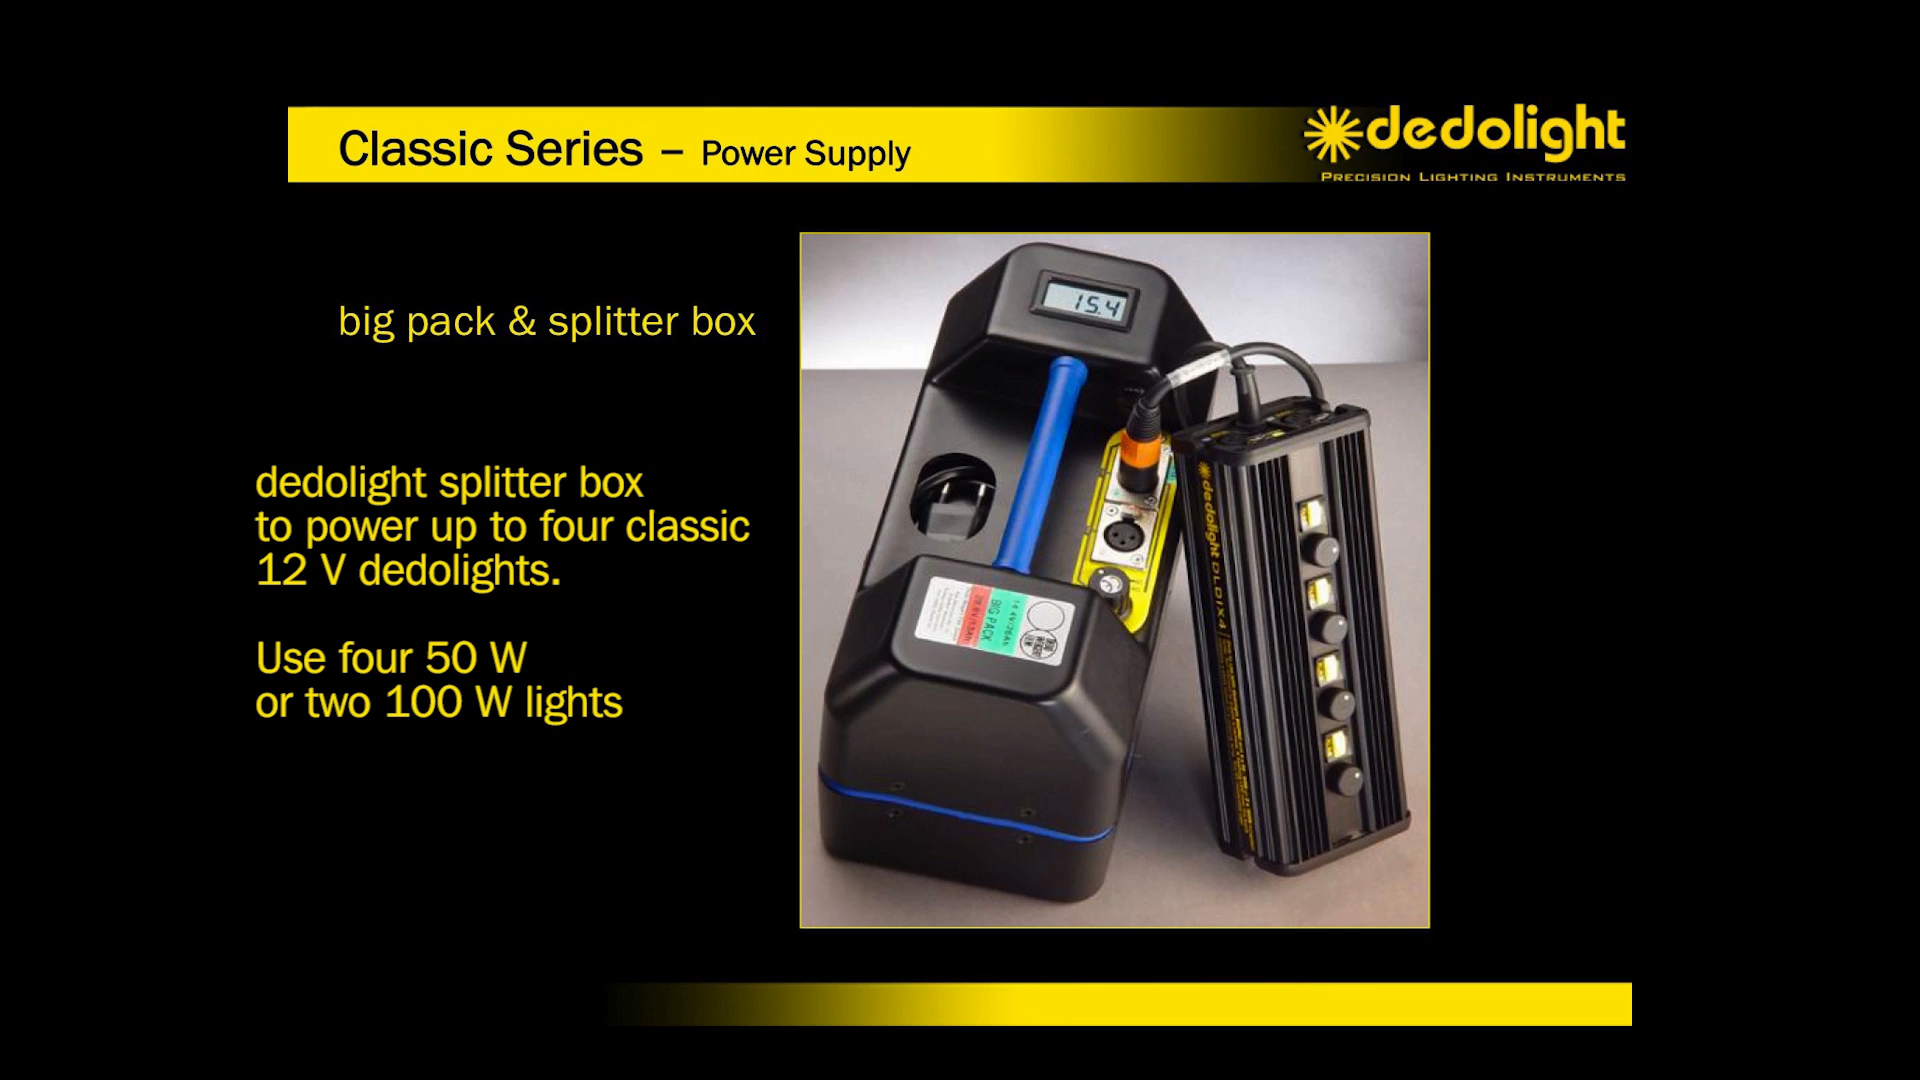 Classic Series – Power Supply
dedolight
PRECISION LIGHTING INSTRUMENTS
big pack & splitter box
dedolight splitter box
to power up to four classic
12 V dedolights.
Use four 50 W
or two 100 W lights
15.4
BIG PACK
dedolight DLDIX4